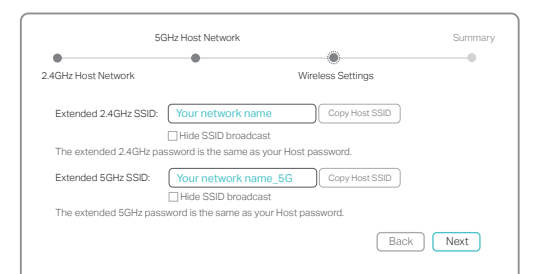 5GHz Host Network Summary
2.4GHz Host Network Wireless Settings
Extended 2.4GHz SSID: Your network name Copy Host SSID
Hide SSID broadcast
The extended 2.4GHz password is the same as your Host password.
Extended 5GHz SSID: Your network name_5G Copy Host SSID
Hide SSID broadcast
The extended 5GHz password is the same as your Host password.
Back Next